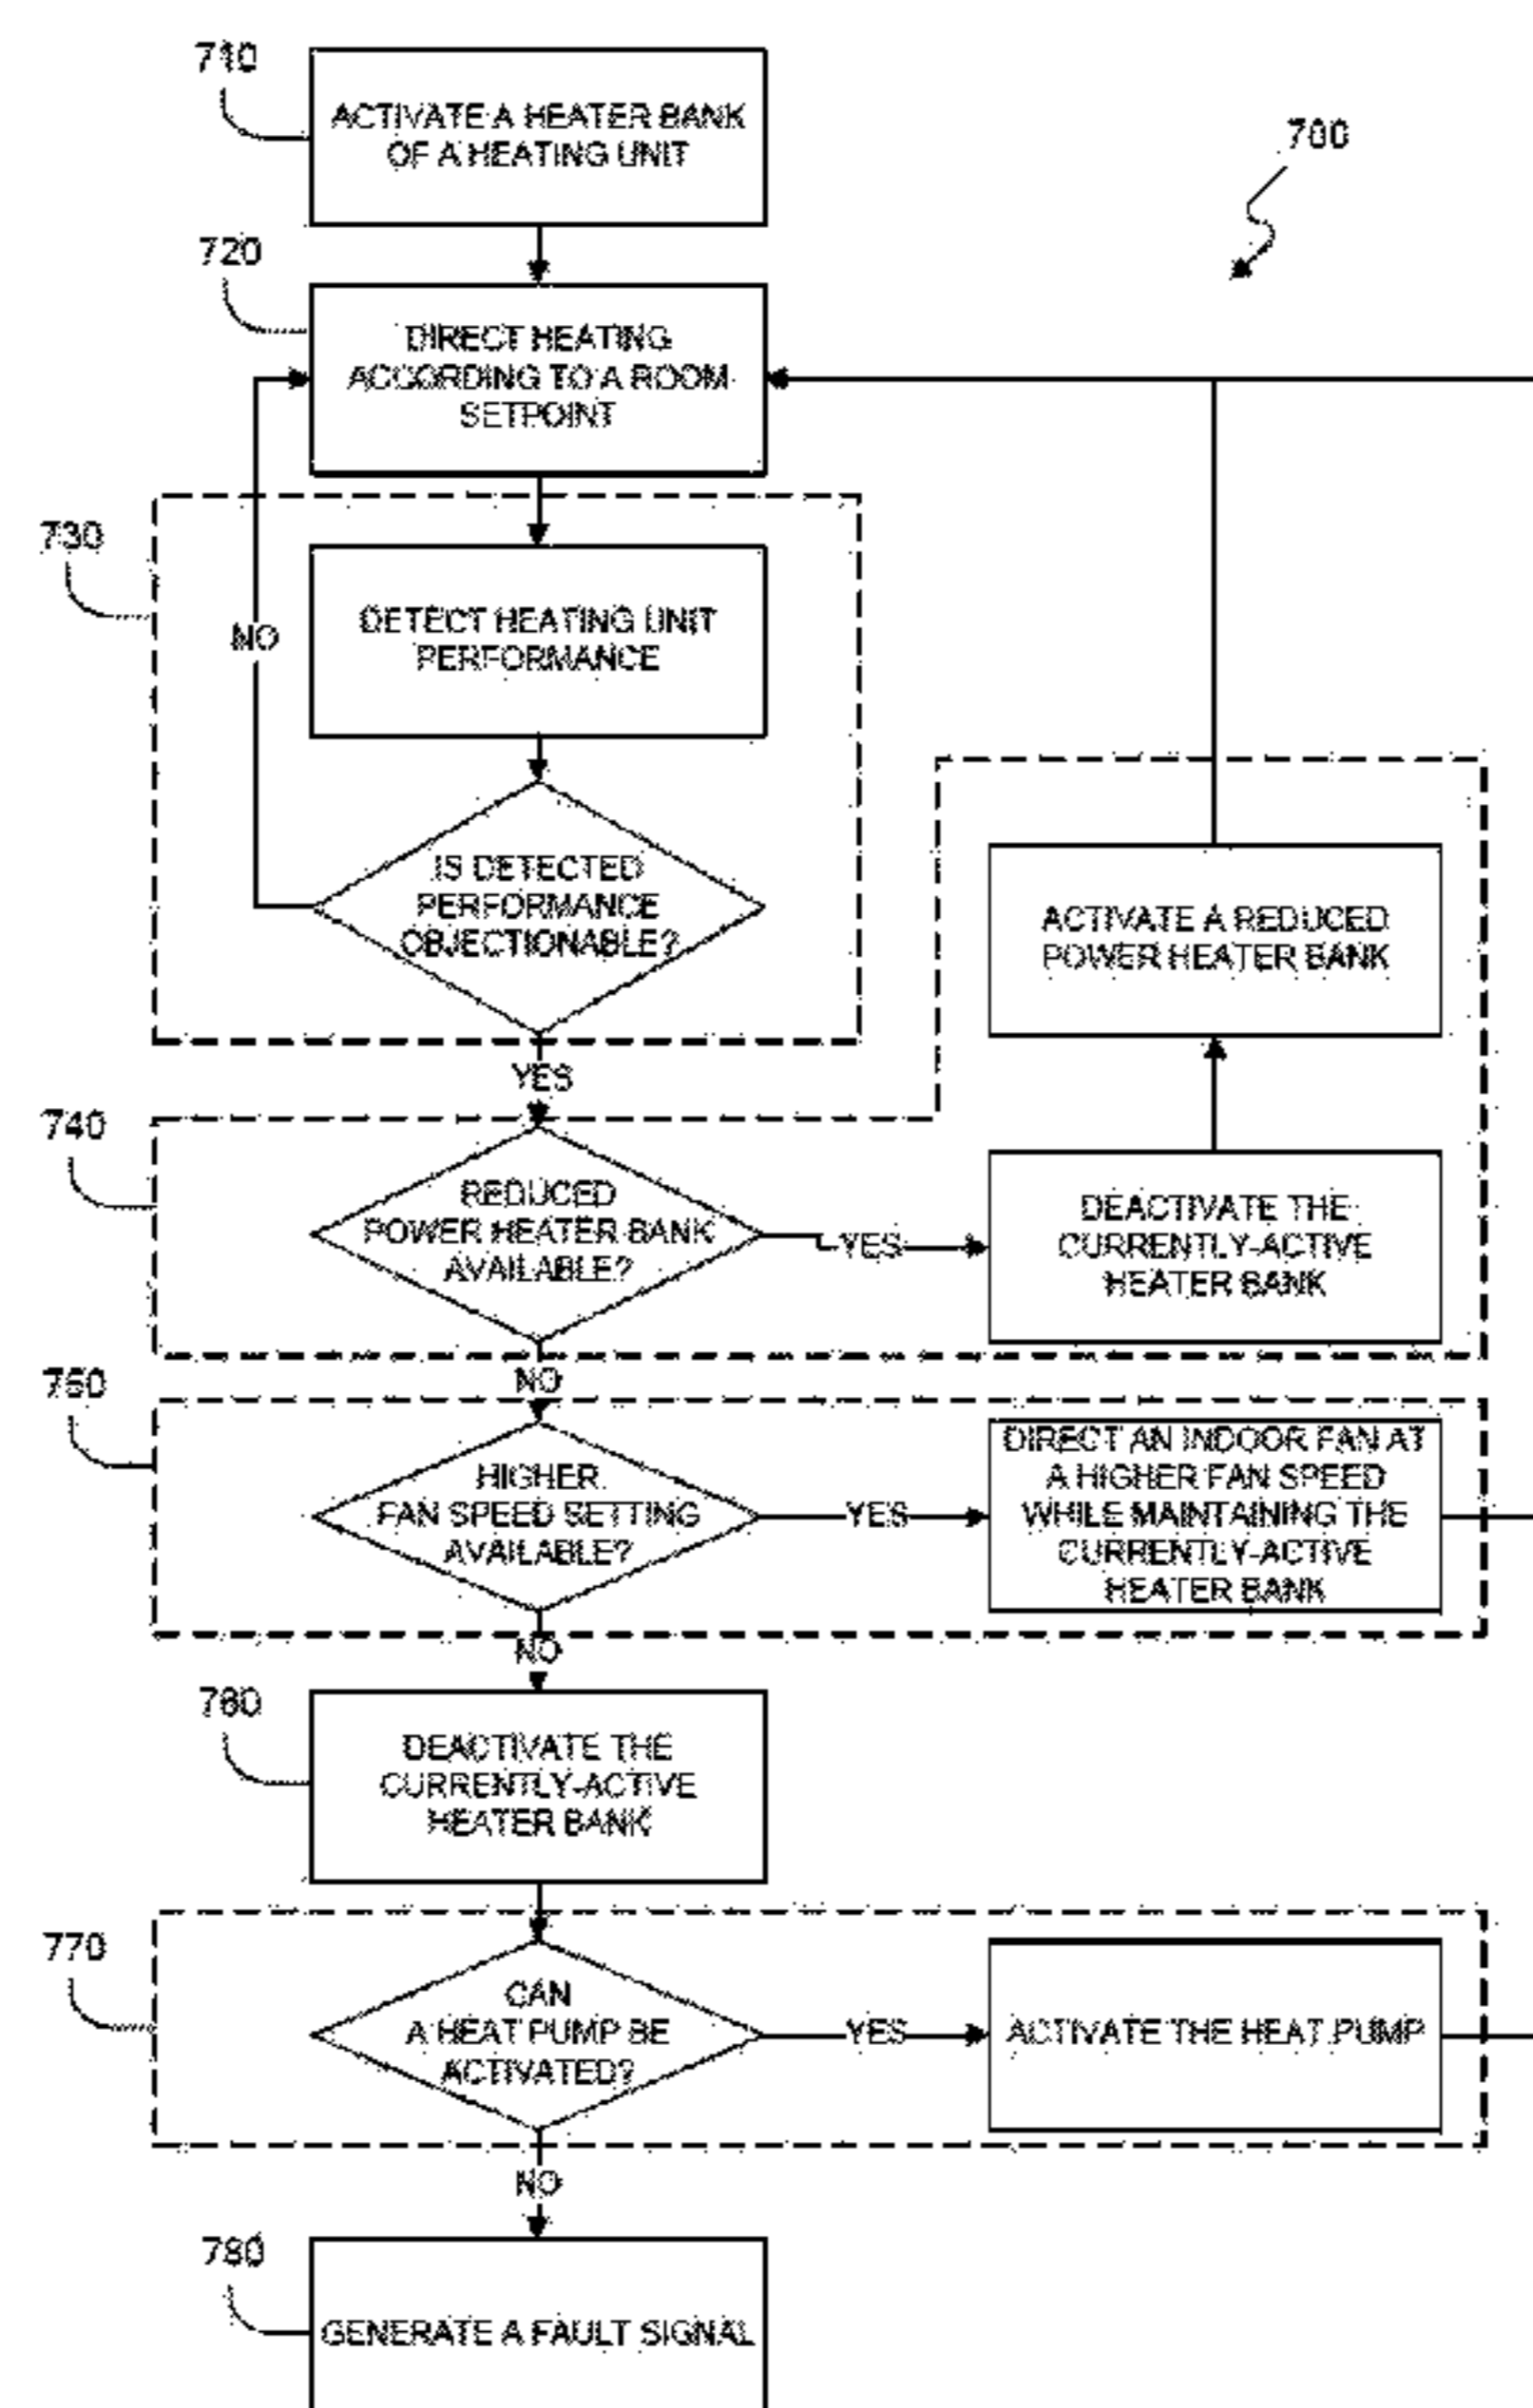 710
ACTIVATE A HEATER BANK
OF A HEATING UNIT
700
720
DIRECT HEATING
ACCORDING TO A ROOM
SETPOINT
730
NO
DETECT HEATING UNIT
PERFORMANCE
IS DETECTED
PERFORMANCE
OBJECTIONABLE?
YES
ACTIVATE A REDUCED
POWER HEATER BANK
740
REDUCED
POWER HEATER BANK
AVAILABLE?
YES
DEACTIVATE THE
CURRENTLY-ACTIVE
HEATER BANK
NO
750
HIGHER
FAN SPEED SETTING
AVAILABLE?
YES
DIRECT AN INDOOR FAN AT
A HIGHER FAN SPEED
WHILE MAINTAINING THE
CURRENTLY-ACTIVE
HEATER BANK
NO
760
DEACTIVATE THE
CURRENTLY-ACTIVE
HEATER BANK
770
CAN
A HEAT PUMP BE
ACTIVATED?
YES
ACTIVATE THE HEAT PUMP
NO
780
GENERATE A FAULT SIGNAL